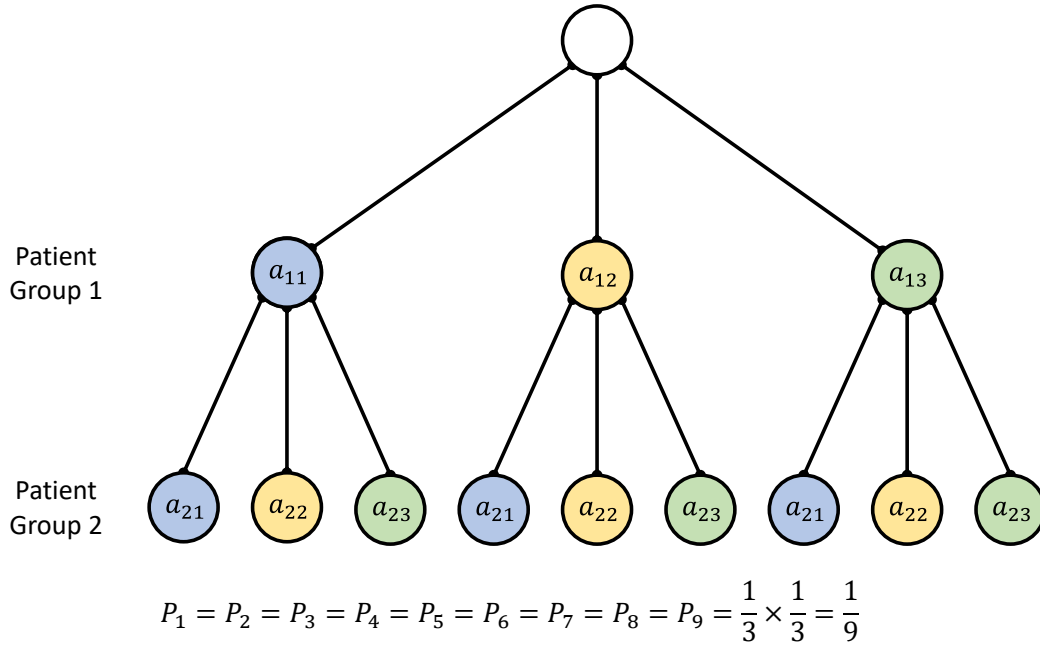 Patient
Group 1
a₁₁ a₁₂ a₁₃
Patient
Group 2
a₂₁ a₂₂ a₂₃ a₂₁ a₂₂ a₂₃ a₂₁ a₂₂ a₂₃
P₁ = P₂ = P₃ = P₄ = P₅ = P₆ = P₇ = P₈ = P₉ = 1/3 × 1/3 = 1/9